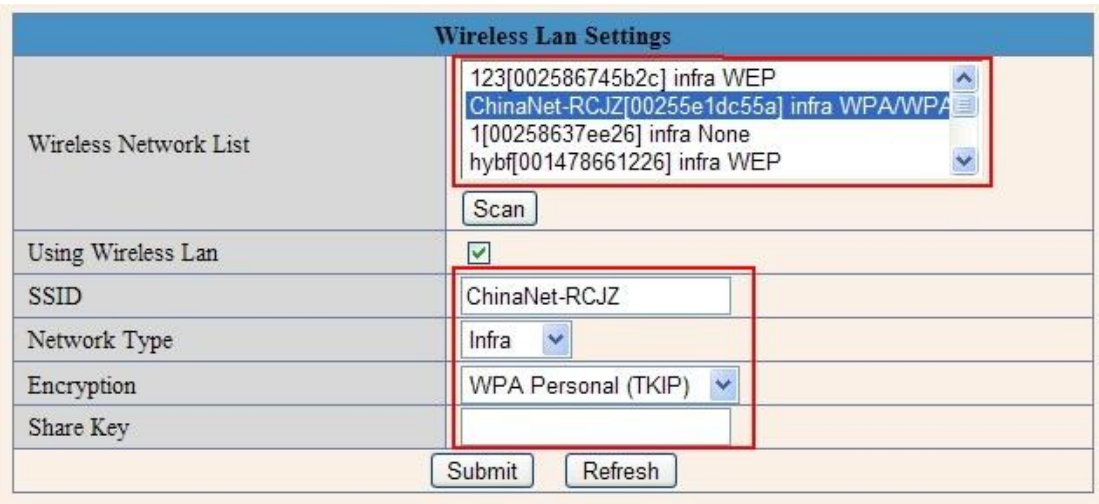 Wireless Lan Settings
Wireless Network List
123[002586745b2c] infra WEP
ChinaNet-RCJZ[00255e1dc55a] infra WPA/WPA
1[00258637ee26] infra None
hybf[001478661226] infra WEP
Scan
Using Wireless Lan
SSID ChinaNet-RCJZ
Network Type Infra
Encryption WPA Personal (TKIP)
Share Key
Submit Refresh